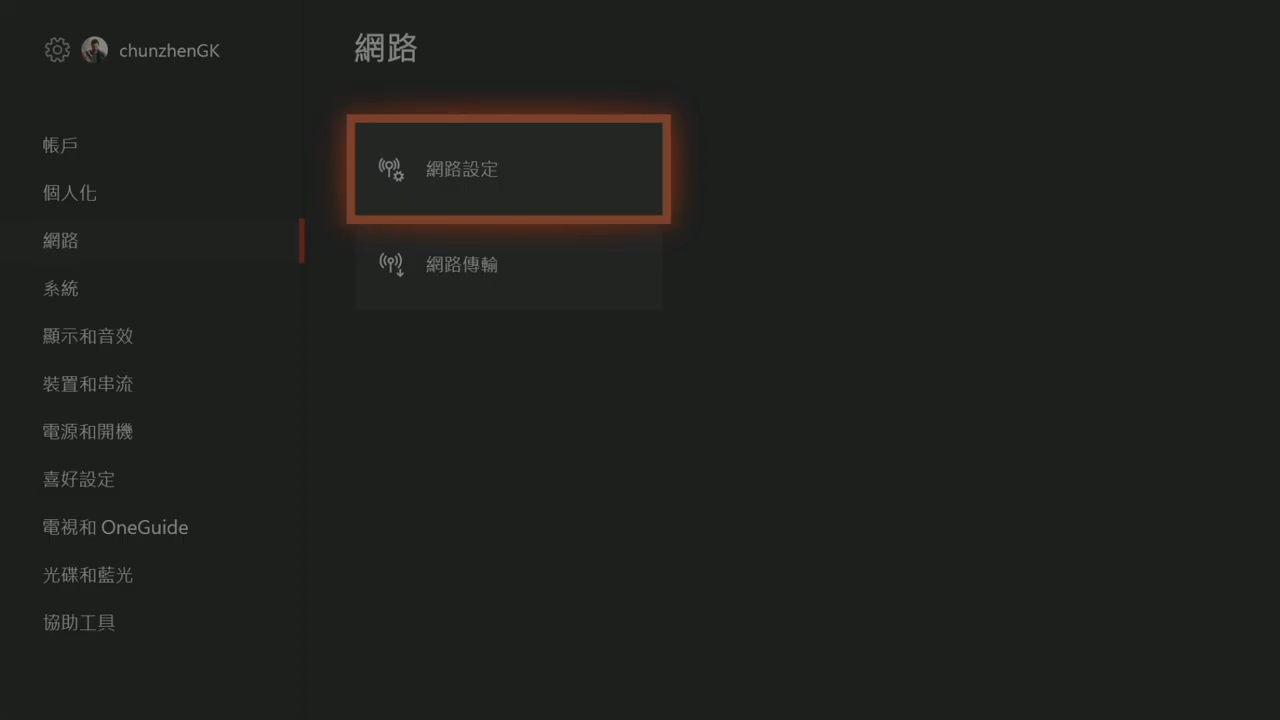 chunzhenGK
帳戶
個人化
網路
系統
顯示和音效
裝置和串流
電源和開機
喜好設定
電視和 OneGuide
光碟和藍光
協助工具
網路
網路設定
網路傳輸